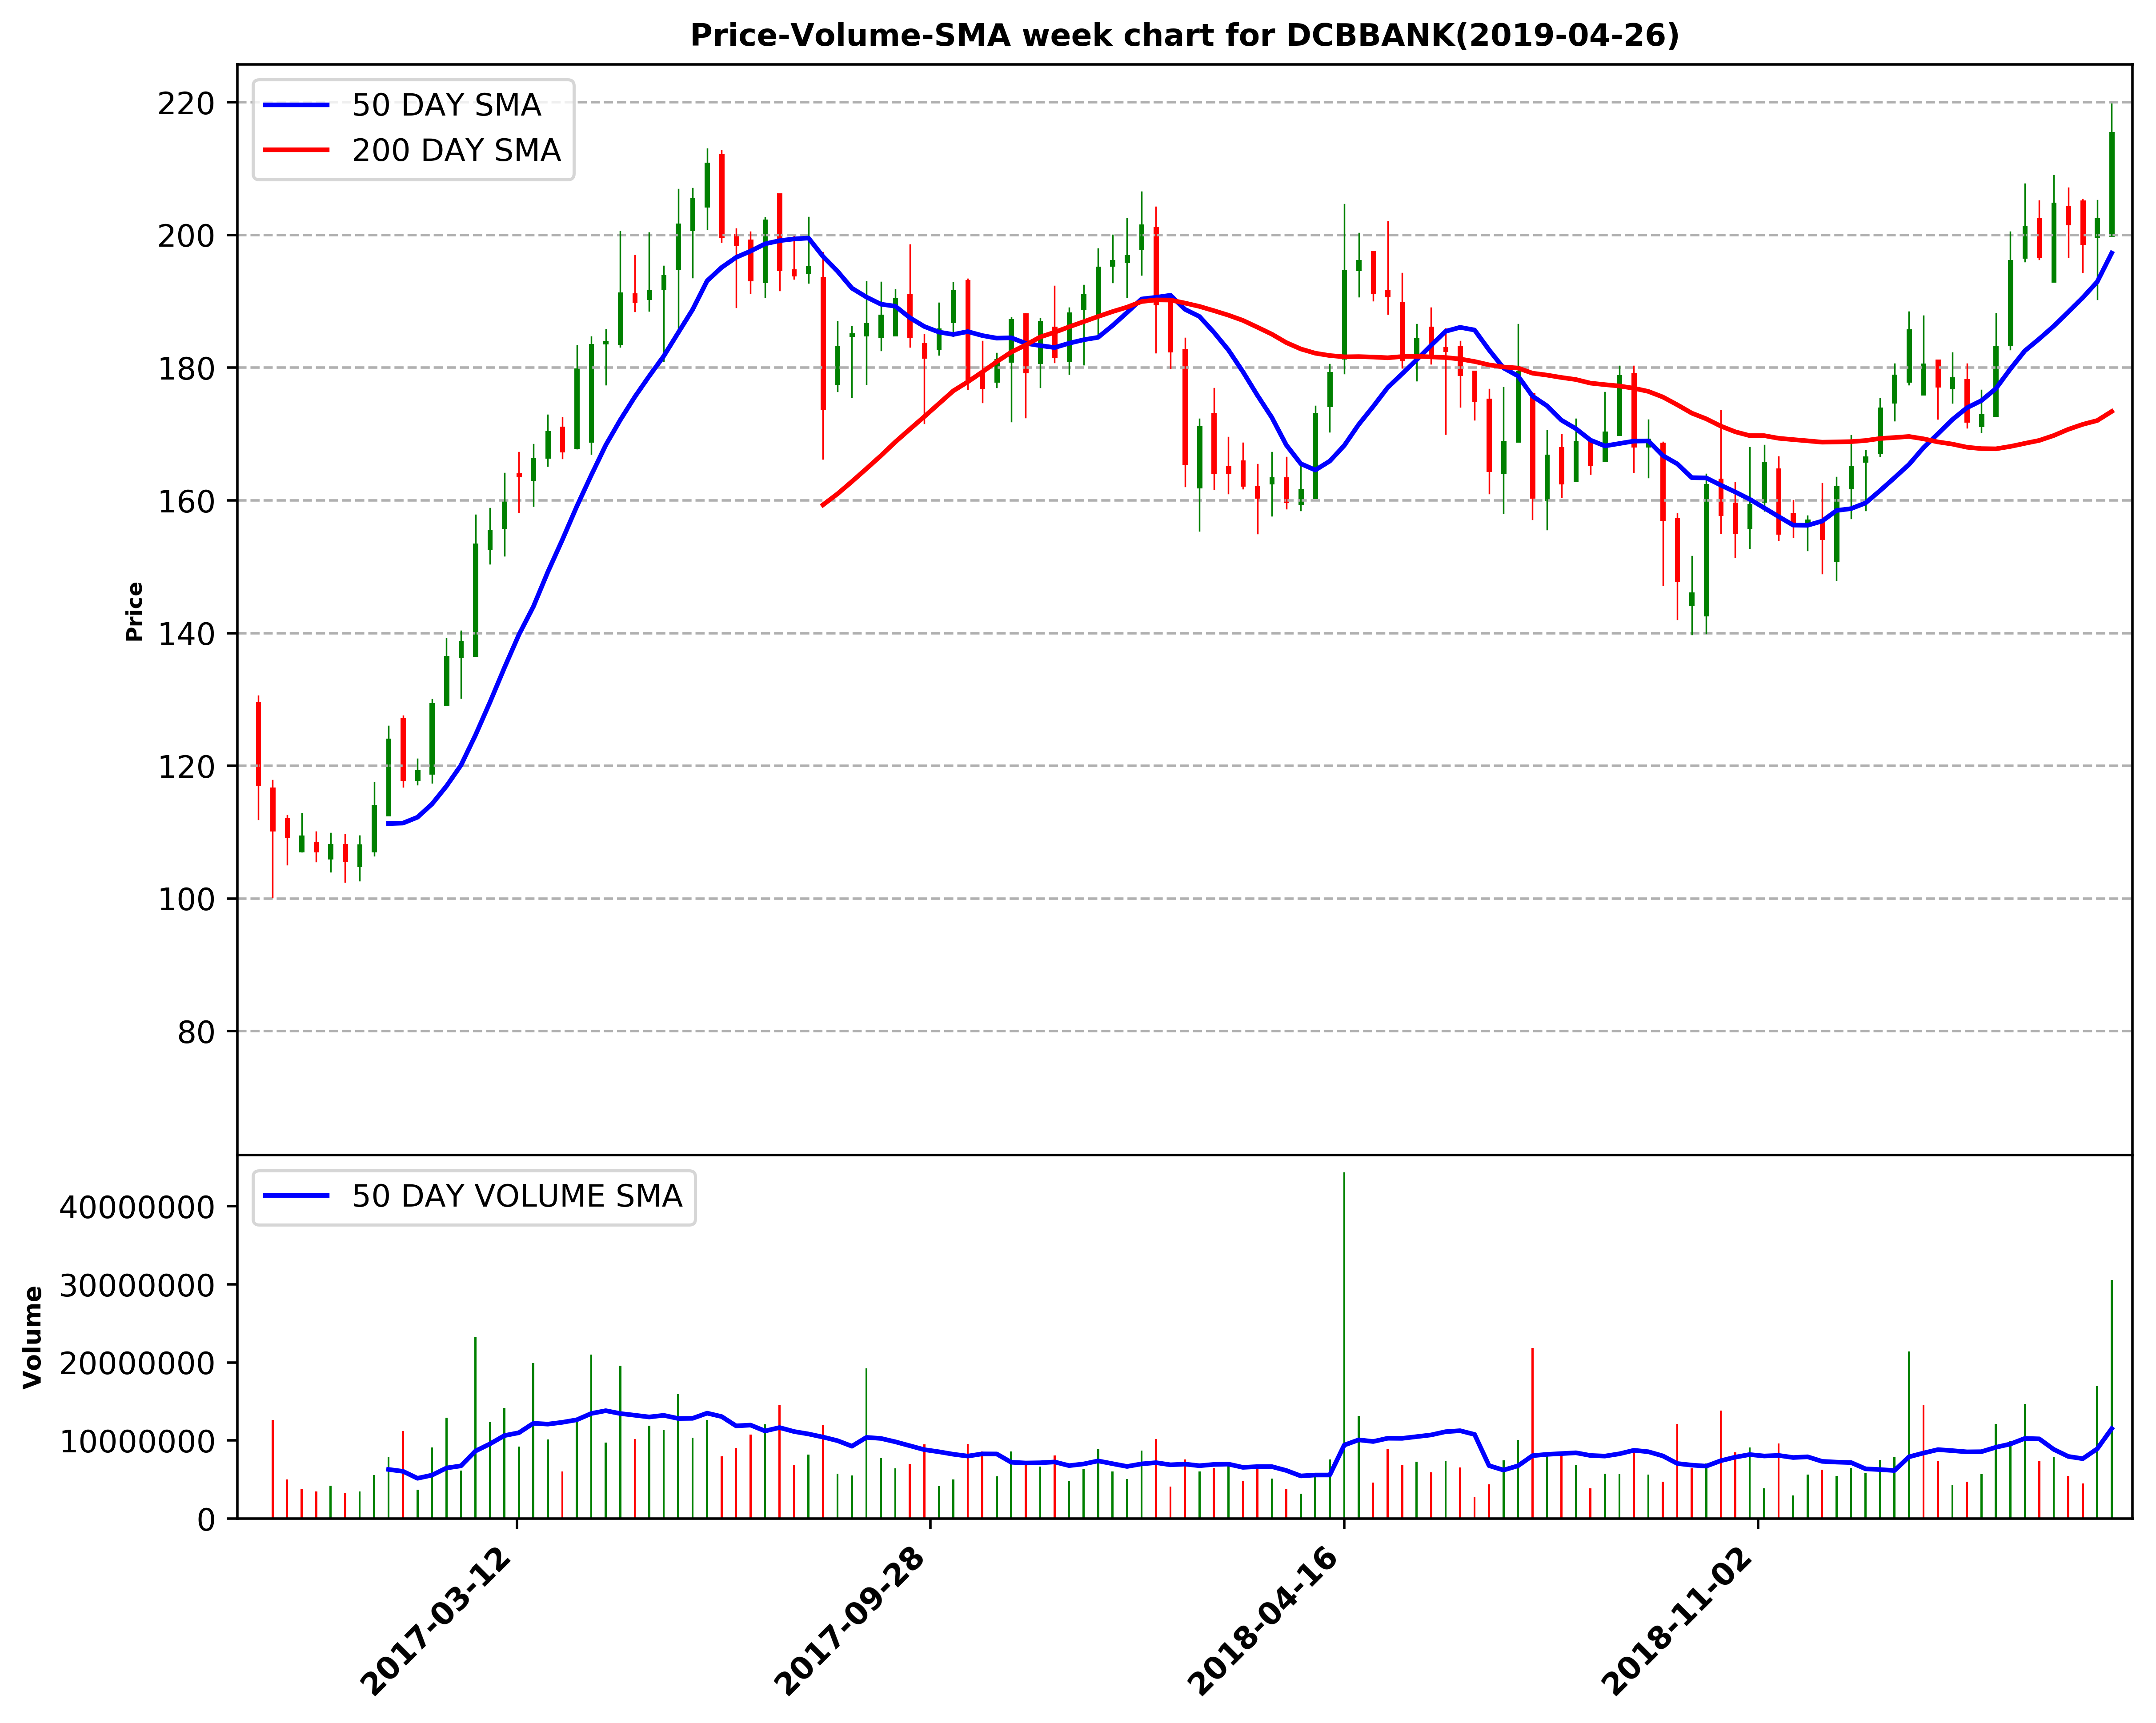 Price-Volume-SMA week chart for DCBBANK(2019-04-26)
50 DAY SMA
200 DAY SMA
220
200
180
160
140
120
100
80
Price
50 DAY VOLUME SMA
40000000
30000000
20000000
10000000
0
Volume
2017-03-12
2017-09-28
2018-04-16
2018-11-02